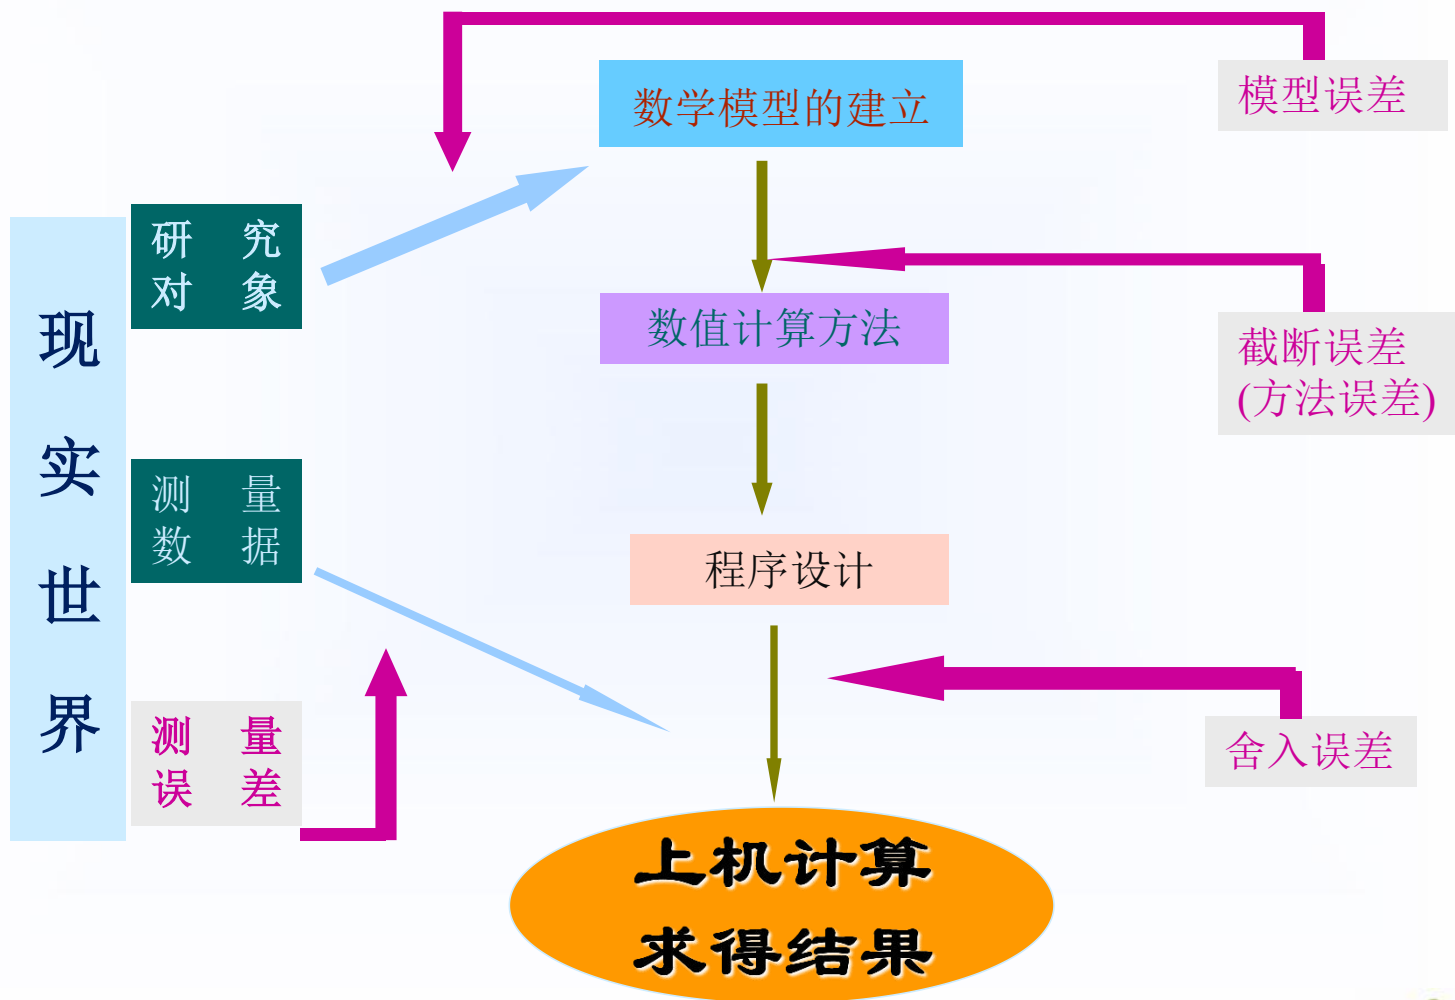 数学模型的建立
模型误差
研 究
对 象
现
实
世
界
数值计算方法
截断误差
(方法误差)
测 量
数 据
程序设计
测 量
误 差
舍入误差
上机计算
求得结果